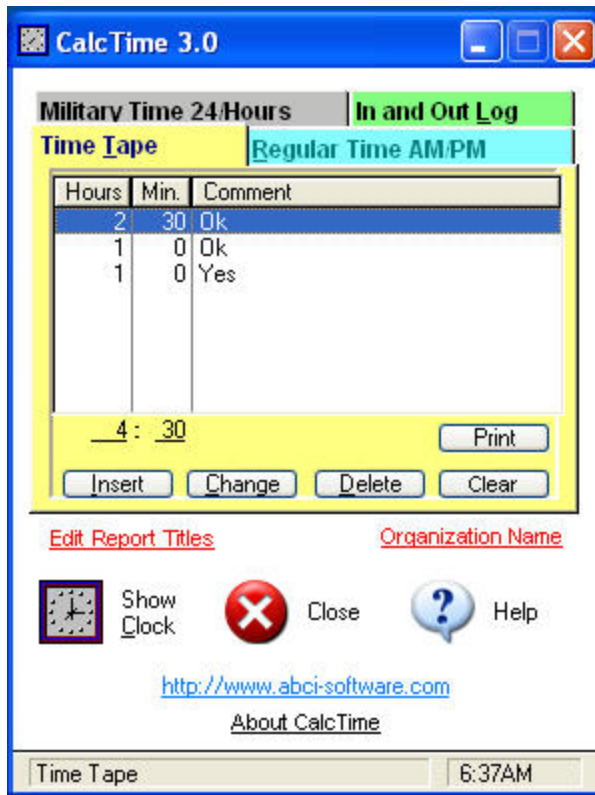 CalcTime 3.0
Military Time 24/Hours In and Out Log
Time Tape Regular Time AM/PM
Hours Min. Comment
2 30 Ok
1 0 Ok
1 0 Yes
4 : 30
Print
Insert Change Delete Clear
Edit Report Titles Organization Name
Show Clock Close Help
http://www.abci-software.com
About CalcTime
Time Tape 6:37AM